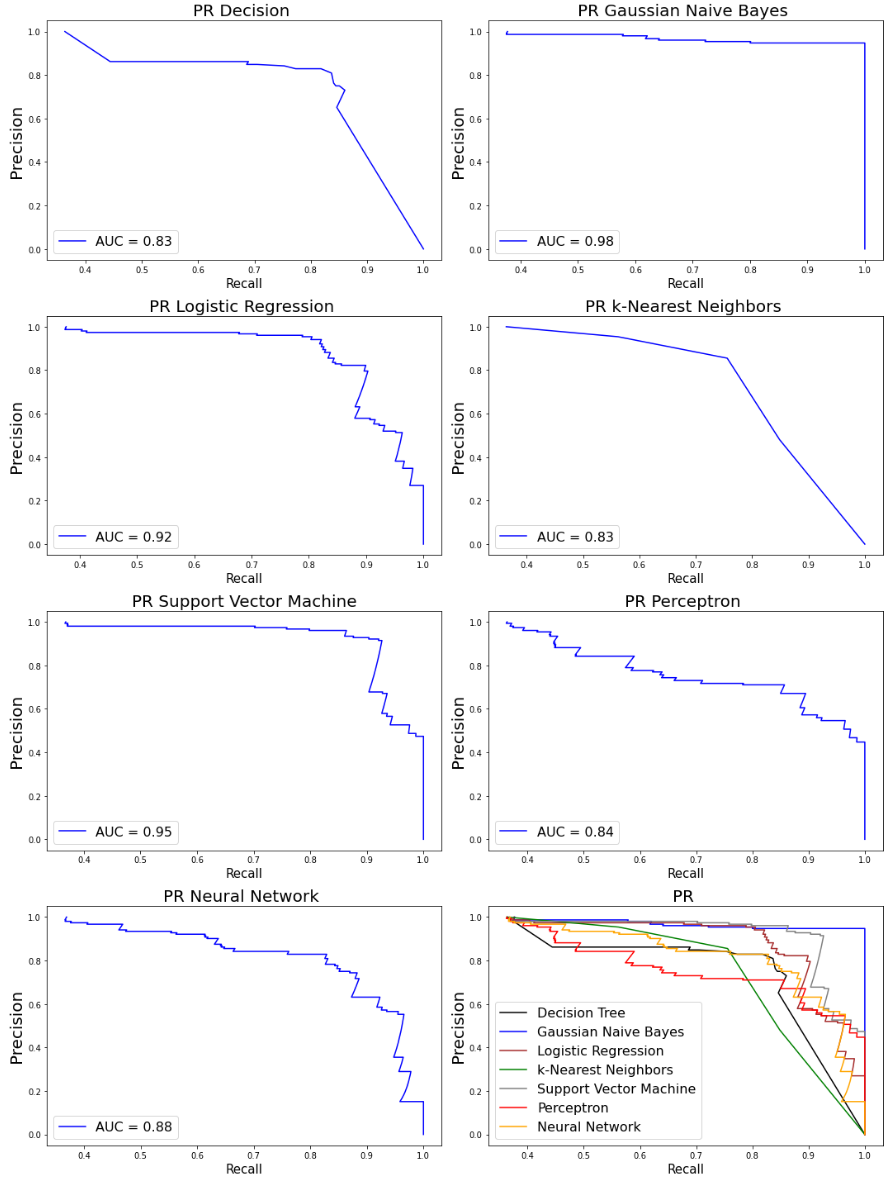 PR Decision
1.0
0.8
0.6
0.4
0.2
0.0
Precision
AUC = 0.83
0.4 0.5 0.6 0.7 0.8 0.9 1.0
Recall
PR Gaussian Naive Bayes
1.0
0.8
0.6
0.4
0.2
0.0
Precision
AUC = 0.98
0.4 0.5 0.6 0.7 0.8 0.9 1.0
Recall
PR Logistic Regression
1.0
0.8
0.6
0.4
0.2
0.0
Precision
AUC = 0.92
0.4 0.5 0.6 0.7 0.8 0.9 1.0
Recall
PR k-Nearest Neighbors
1.0
0.8
0.6
0.4
0.2
0.0
Precision
AUC = 0.83
0.4 0.5 0.6 0.7 0.8 0.9 1.0
Recall
PR Support Vector Machine
1.0
0.8
0.6
0.4
0.2
0.0
Precision
AUC = 0.95
0.4 0.5 0.6 0.7 0.8 0.9 1.0
Recall
PR Perceptron
1.0
0.8
0.6
0.4
0.2
0.0
Precision
AUC = 0.84
0.4 0.5 0.6 0.7 0.8 0.9 1.0
Recall
PR Neural Network
1.0
0.8
0.6
0.4
0.2
0.0
Precision
AUC = 0.88
0.4 0.5 0.6 0.7 0.8 0.9 1.0
Recall
PR
1.0
0.8
0.6
0.4
0.2
0.0
Precision
Decision Tree
Gaussian Naive Bayes
Logistic Regression
k-Nearest Neighbors
Support Vector Machine
Perceptron
Neural Network
0.4 0.5 0.6 0.7 0.8 0.9 1.0
Recall